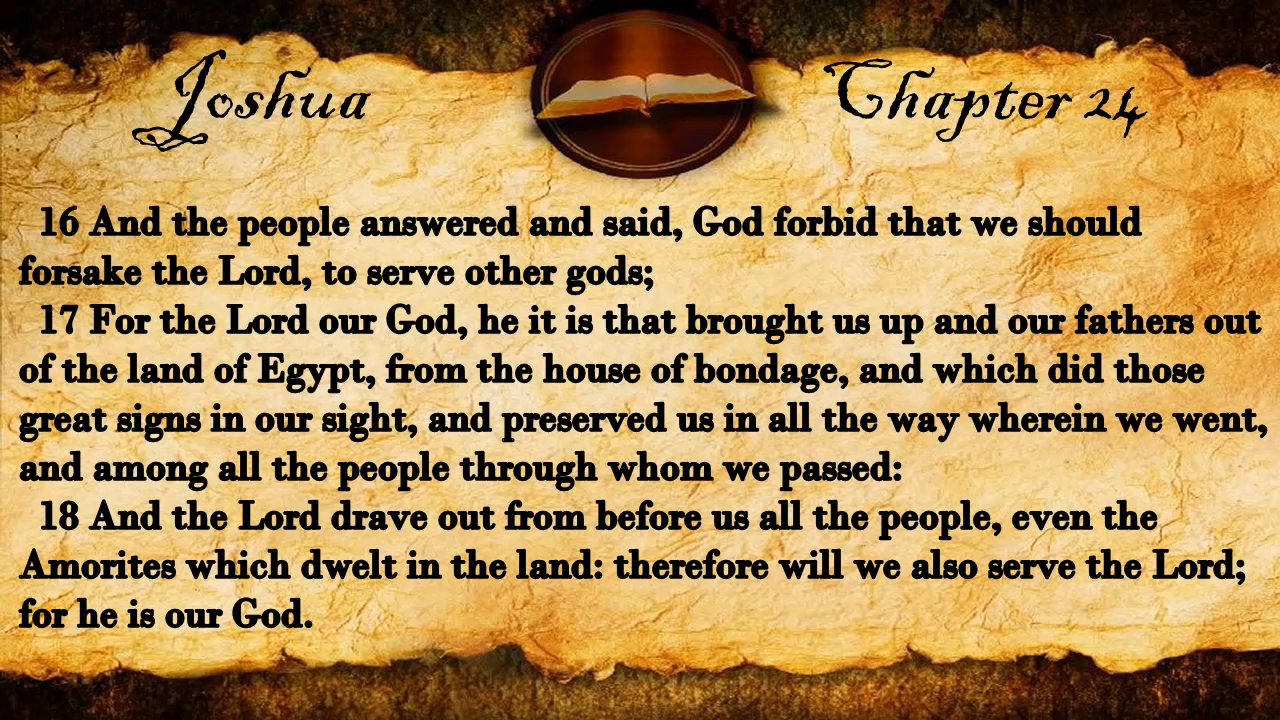 Joshua
Chapter 24
16 And the people answered and said, God forbid that we should
forsake the Lord, to serve other gods;
17 For the Lord our God, he it is that brought us up and our fathers out
of the land of Egypt, from the house of bondage, and which did those
great signs in our sight, and preserved us in all the way wherein we went,
and among all the people through whom we passed:
18 And the Lord drave out from before us all the people, even the
Amorites which dwelt in the land: therefore will we also serve the Lord;
for he is our God.